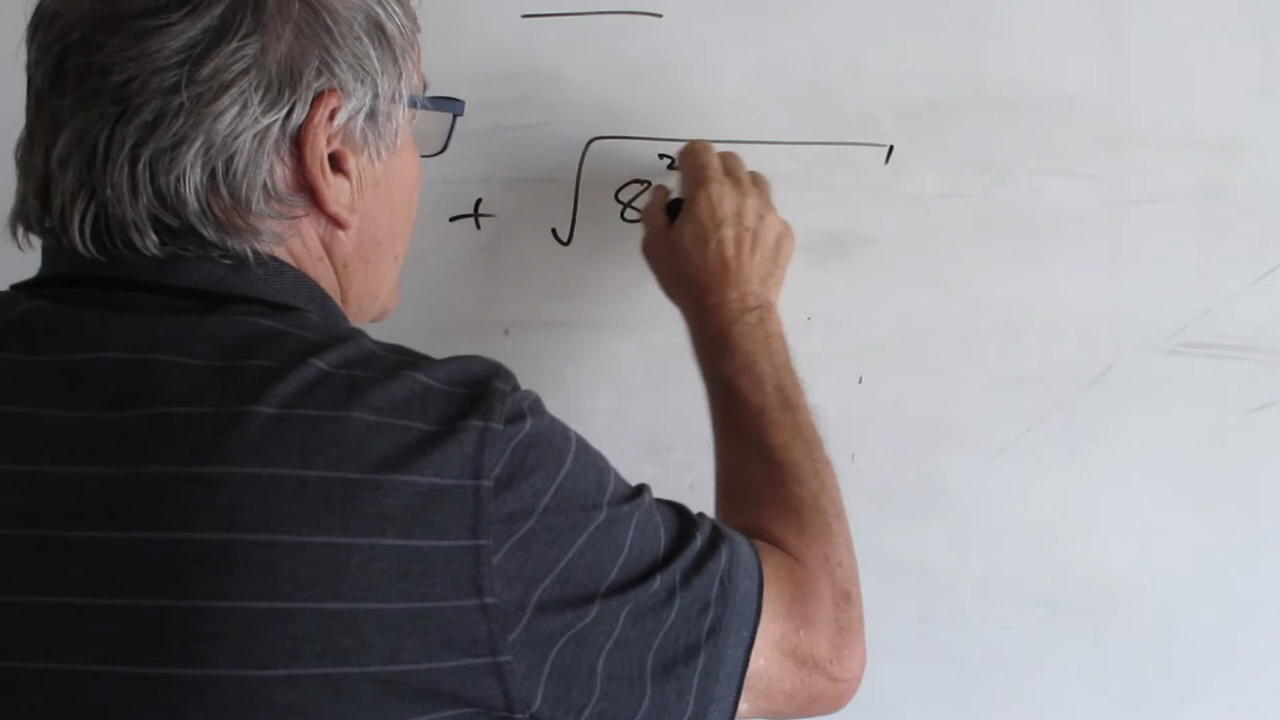 + √8²